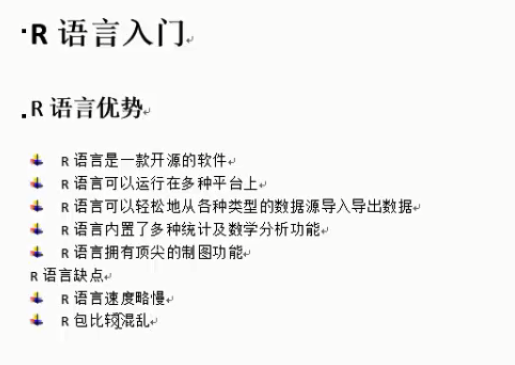 R 语言入门
R 语言优势
R 语言是一款开源的软件
R 语言可以运行在多种平台上
R 语言可以轻松地从各种类型的数据源导入导出数据
R 语言内置了多种统计及数学分析功能
R 语言拥有顶尖的制图功能
R 语言缺点
R 语言速度略慢
R 包比较混乱